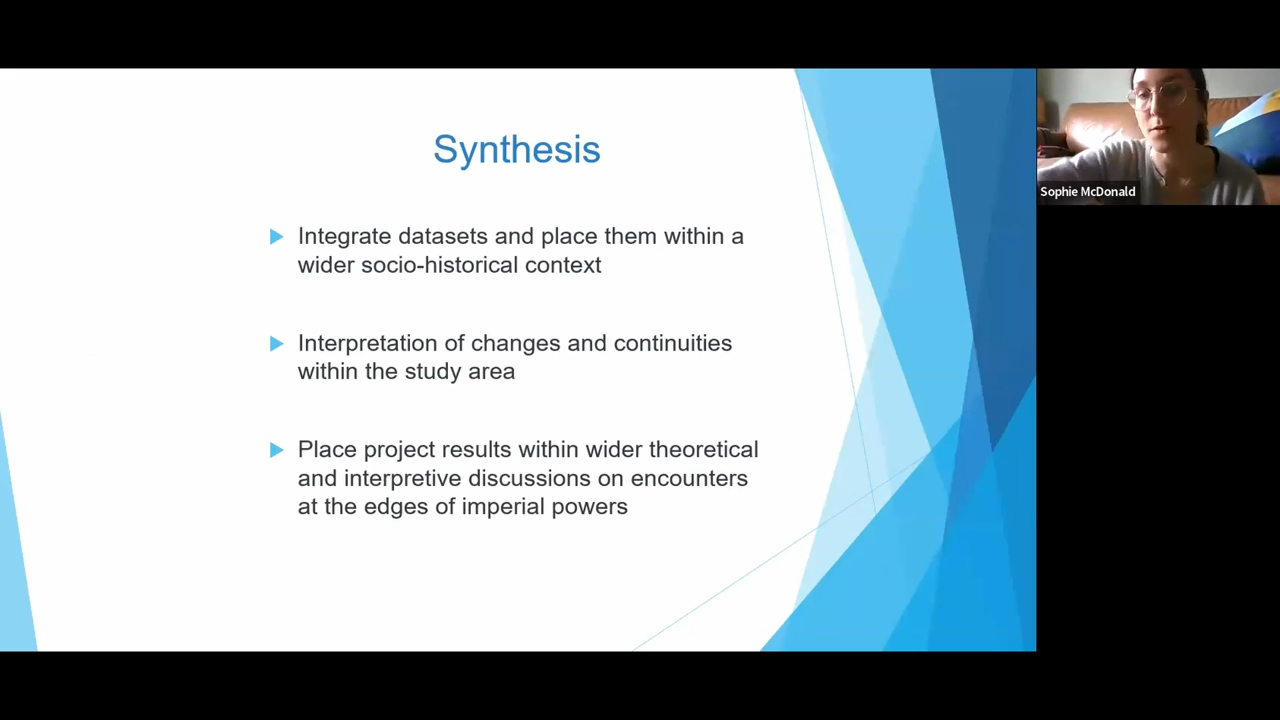 Synthesis
Integrate datasets and place them within a
wider socio-historical context
Interpretation of changes and continuities
within the study area
Place project results within wider theoretical
and interpretive discussions on encounters
at the edges of imperial powers
Sophie McDonald